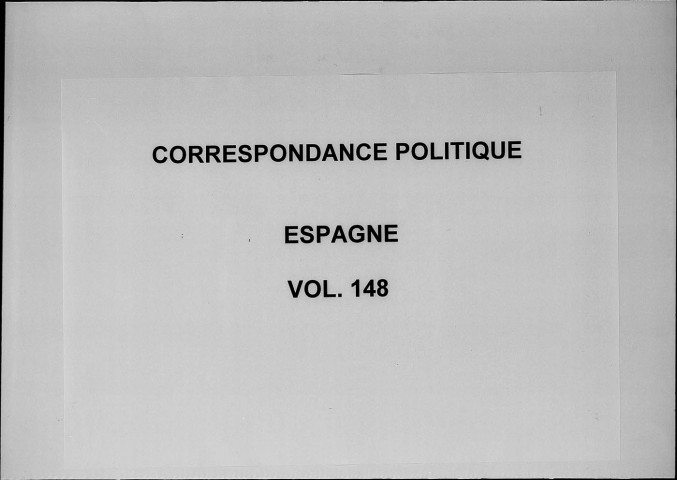 CORRESPONDANCE POLITIQUE
ESPAGNE
VOL. 148